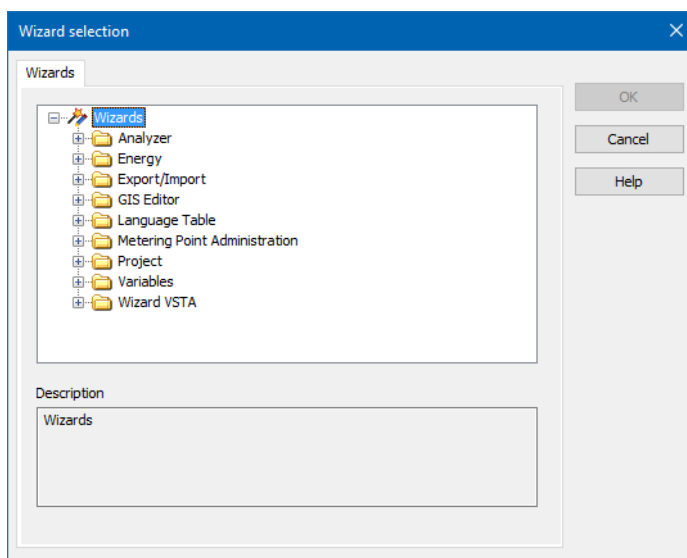 Wizard selection
Wizards
Wizards
Analyzer
Energy
Export/Import
GIS Editor
Language Table
Metering Point Administration
Project
Variables
Wizard VSTA
OK
Cancel
Help
Description
Wizards